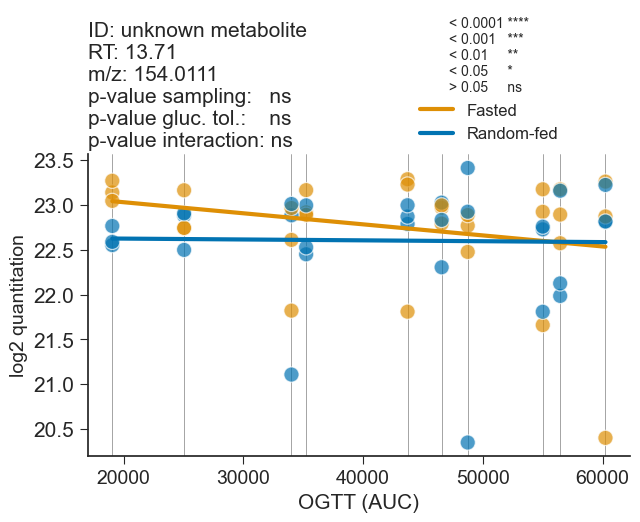 ID: unknown metabolite
RT: 13.71
m/z: 154.0111
p-value sampling: ns
p-value gluc. tol.: ns
p-value interaction: ns
< 0.0001 ****
< 0.001 ***
< 0.01 **
< 0.05 *
> 0.05 ns
Fasted
Random-fed
23.5
23.0
22.5
22.0
21.5
21.0
20.5
log2 quantitation
20000 30000 40000 50000 60000
OGTT (AUC)